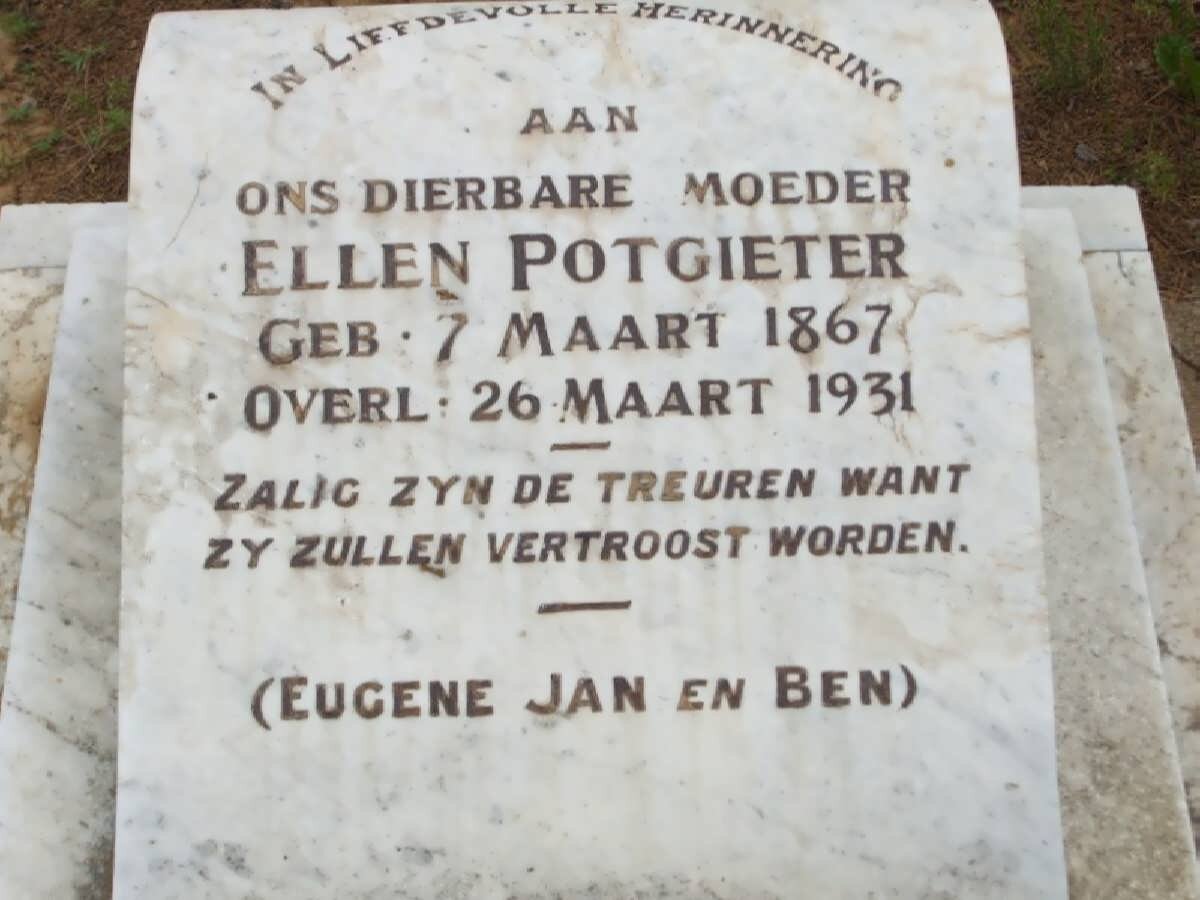 IN LIEFDEVOLLE HERINNERING
AAN
ONS DIERBARE MOEDER
ELLEN POTGIETER
GEB. 7 MAART 1867
OVERL: 26 MAART 1931
ZALIG ZYN DE TREUREN WANT
ZY ZULLEN VERTROOST WORDEN.
(EUGENE JAN EN BEN)